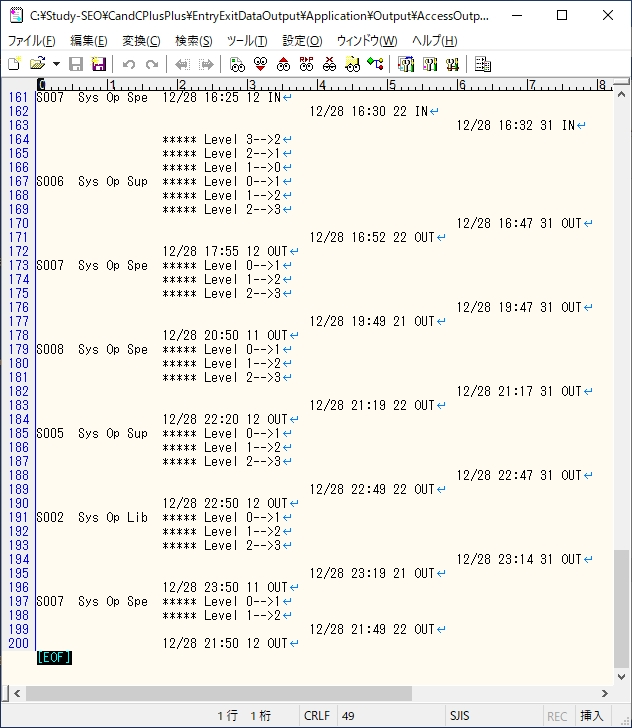 C:¥Study-SEO¥CandCPlusPlus¥EntryExitDataOutput¥Application¥Output¥AccessOutp...
ファイル(F) 編集(E) 変換(C) 検索(S) ツール(T) 設定(O) ウィンドウ(W) ヘルプ(H)
0 1 2 3 4 5 6 7 8
161 S007 Sys Op Spe 12/28 16:25 12 IN↵
162 12/28 16:30 22 IN↵
163 12/28 16:32 31 IN↵
164 ***** Level 3-->2↵
165 ***** Level 2-->1↵
166 ***** Level 1-->0↵
167 S006 Sys Op Sup ***** Level 0-->1↵
168 ***** Level 1-->2↵
169 ***** Level 2-->3↵
170 12/28 16:47 31 OUT↵
171 12/28 16:52 22 OUT↵
172 12/28 17:55 12 OUT↵
173 S007 Sys Op Spe ***** Level 0-->1↵
174 ***** Level 1-->2↵
175 ***** Level 2-->3↵
176 12/28 19:47 31 OUT↵
177 12/28 19:49 21 OUT↵
178 12/28 20:50 11 OUT↵
179 S008 Sys Op Spe ***** Level 0-->1↵
180 ***** Level 1-->2↵
181 ***** Level 2-->3↵
182 12/28 21:17 31 OUT↵
183 12/28 21:19 22 OUT↵
184 12/28 22:20 12 OUT↵
185 S005 Sys Op Sup ***** Level 0-->1↵
186 ***** Level 1-->2↵
187 ***** Level 2-->3↵
188 12/28 22:47 31 OUT↵
189 12/28 22:49 22 OUT↵
190 12/28 22:50 12 OUT↵
191 S002 Sys Op Lib ***** Level 0-->1↵
192 ***** Level 1-->2↵
193 ***** Level 2-->3↵
194 12/28 23:14 31 OUT↵
195 12/28 23:19 21 OUT↵
196 12/28 23:50 11 OUT↵
197 S007 Sys Op Spe ***** Level 0-->1↵
198 ***** Level 1-->2↵
199 12/28 21:49 22 OUT↵
200 12/28 21:50 12 OUT↵
[EOF]
1 行 1 桁 CRLF 49 SJIS REC 挿入